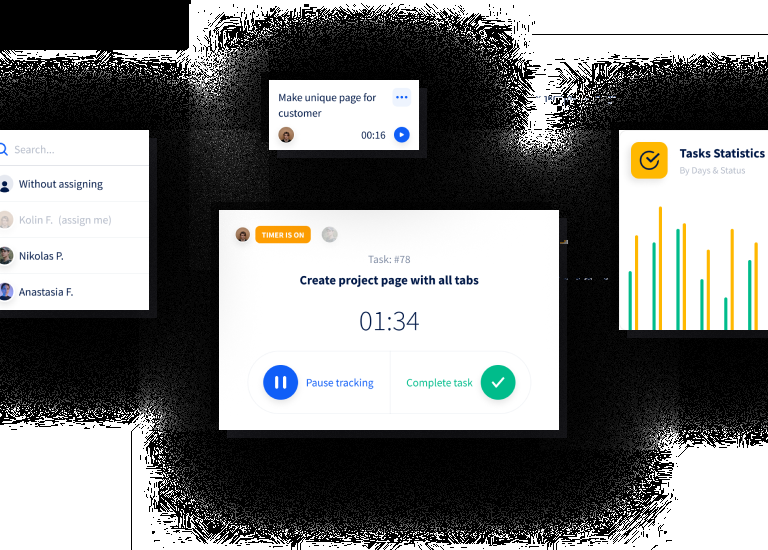 Make unique page for
customer
00:16
Search...
Without assigning
Kolin F. (assign me)
Nikolas P.
Anastasia F.
Tasks Statistics
By Days & Status
TIMER IS ON
Task: #78
Create project page with all tabs
01:34
Pause tracking
Complete task